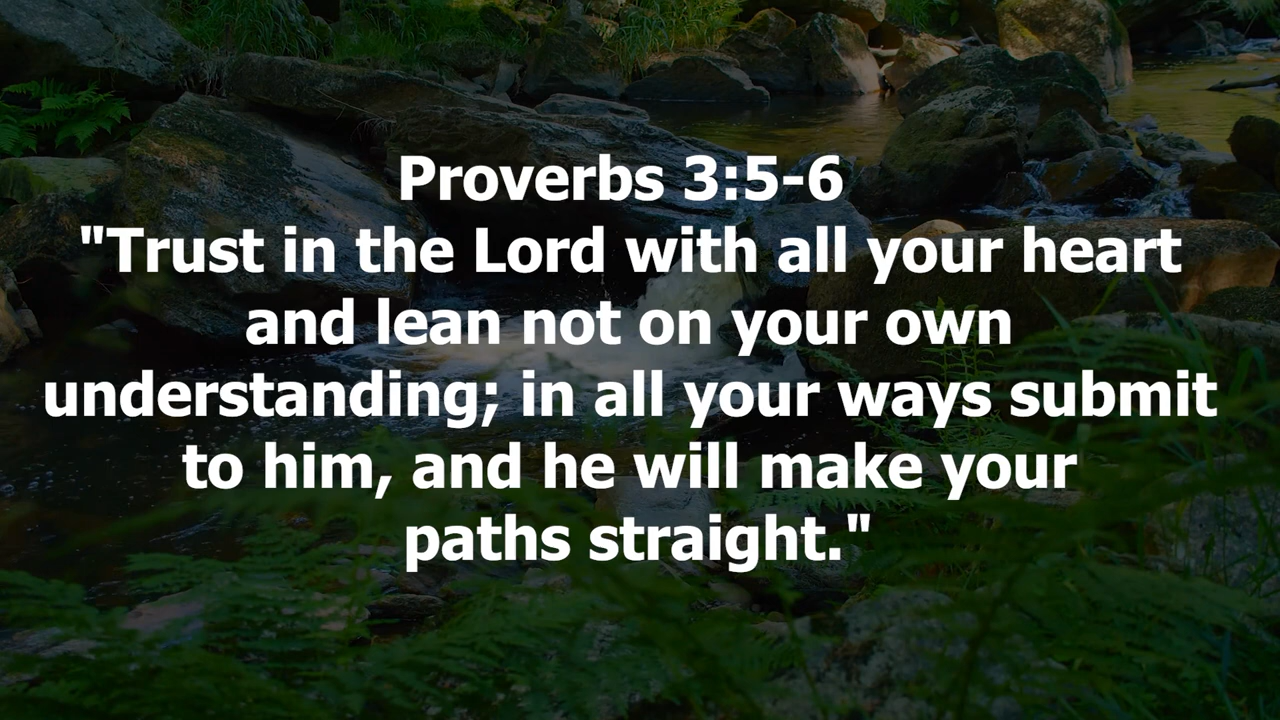 Proverbs 3:5-6
"Trust in the Lord with all your heart
and lean not on your own
understanding; in all your ways submit
to him, and he will make your
paths straight."